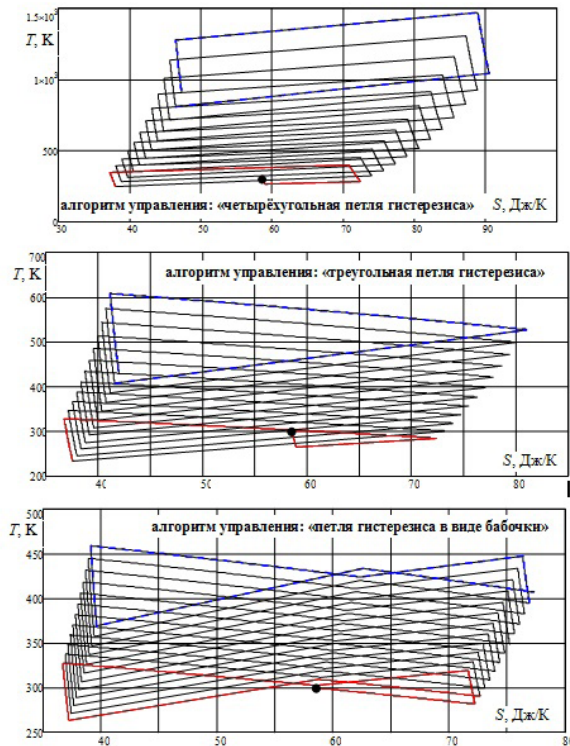 1.5×10³
T, К
1×10³
500
0
алгоритм управления: «четырёхугольная петля гистерезиса» S, Дж/К
30 40 50 60 70 80 90
700
T, К
алгоритм управления: «треугольная петля гистерезиса»
600
500
400
300
S, Дж/К
200
40 50 60 70 80
500
T, К
алгоритм управления: «петля гистерезиса в виде бабочки»
450
400
350
300
S, Дж/К
250
40 50 60 70 80